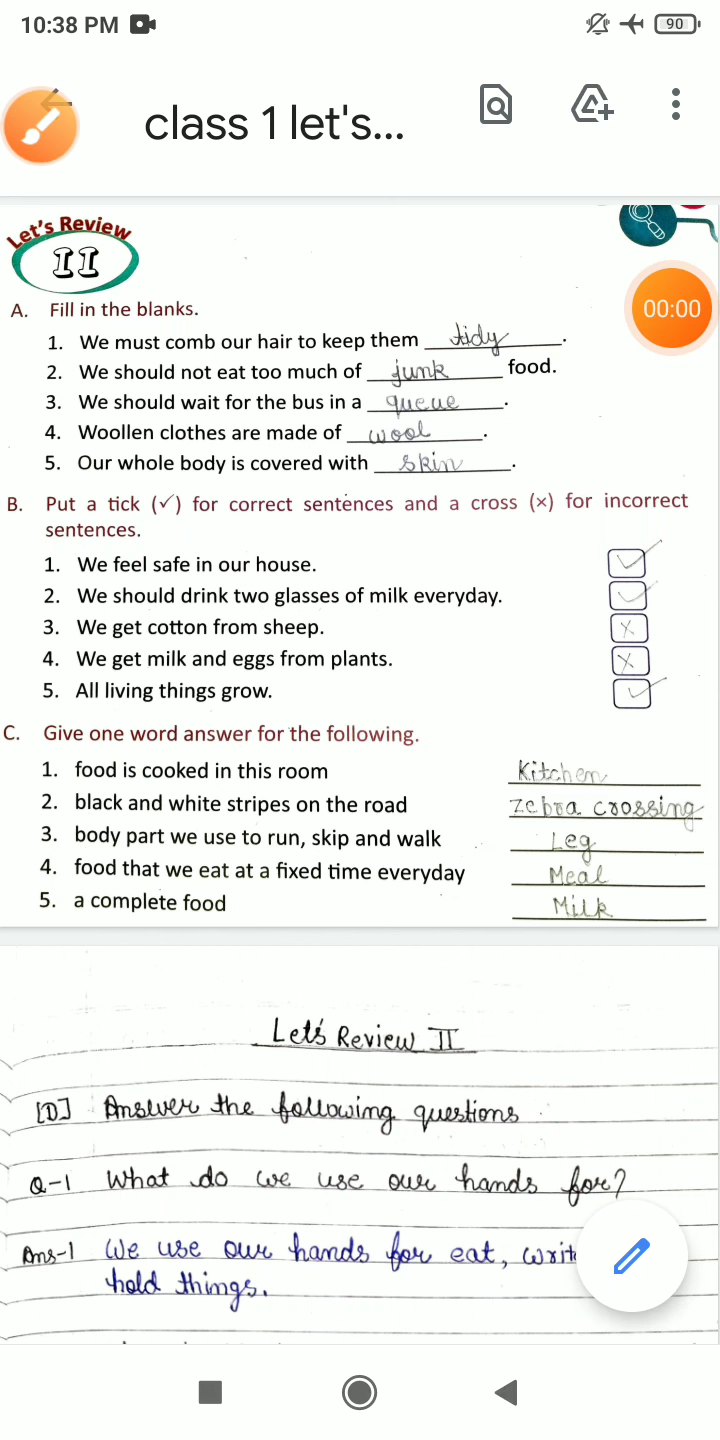 10:38 PM
90
class 1 let's...
Let's Review
II
00:00
A. Fill in the blanks.
1. We must comb our hair to keep them tidy.
2. We should not eat too much of junk food.
3. We should wait for the bus in a queue.
4. Woollen clothes are made of wool.
5. Our whole body is covered with skin.
B. Put a tick (✓) for correct sentences and a cross (×) for incorrect
sentences.
1. We feel safe in our house. ✓
2. We should drink two glasses of milk everyday. ✓
3. We get cotton from sheep. ×
4. We get milk and eggs from plants. ×
5. All living things grow. ✓
C. Give one word answer for the following.
1. food is cooked in this room Kitchen
2. black and white stripes on the road Zebra crossing
3. body part we use to run, skip and walk Leg
4. food that we eat at a fixed time everyday Meal
5. a complete food Milk
Let's Review II
[D] Answer the following questions
Q-1 What do we use our hands for?
Ans-1 We use our hands for eat,
hold things.